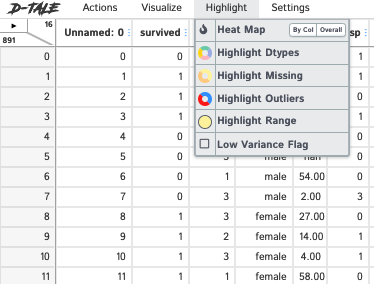 D-TALE Actions Visualize Highlight Settings
▶ 16 Unnamed: 0 survived Heat Map By Col Overall sp
891
Highlight Dtypes
0 0 0 1
Highlight Missing
1 1 1 1
Highlight Outliers
2 2 1 0
3 3 1 Highlight Range 1
4 4 0 Low Variance Flag 0
5 5 0 3 male nan 0
6 6 0 1 male 54.00 0
7 7 0 3 male 2.00 3
8 8 1 3 female 27.00 0
9 9 1 2 female 14.00 1
10 10 1 3 female 4.00 1
11 11 1 1 female 58.00 0